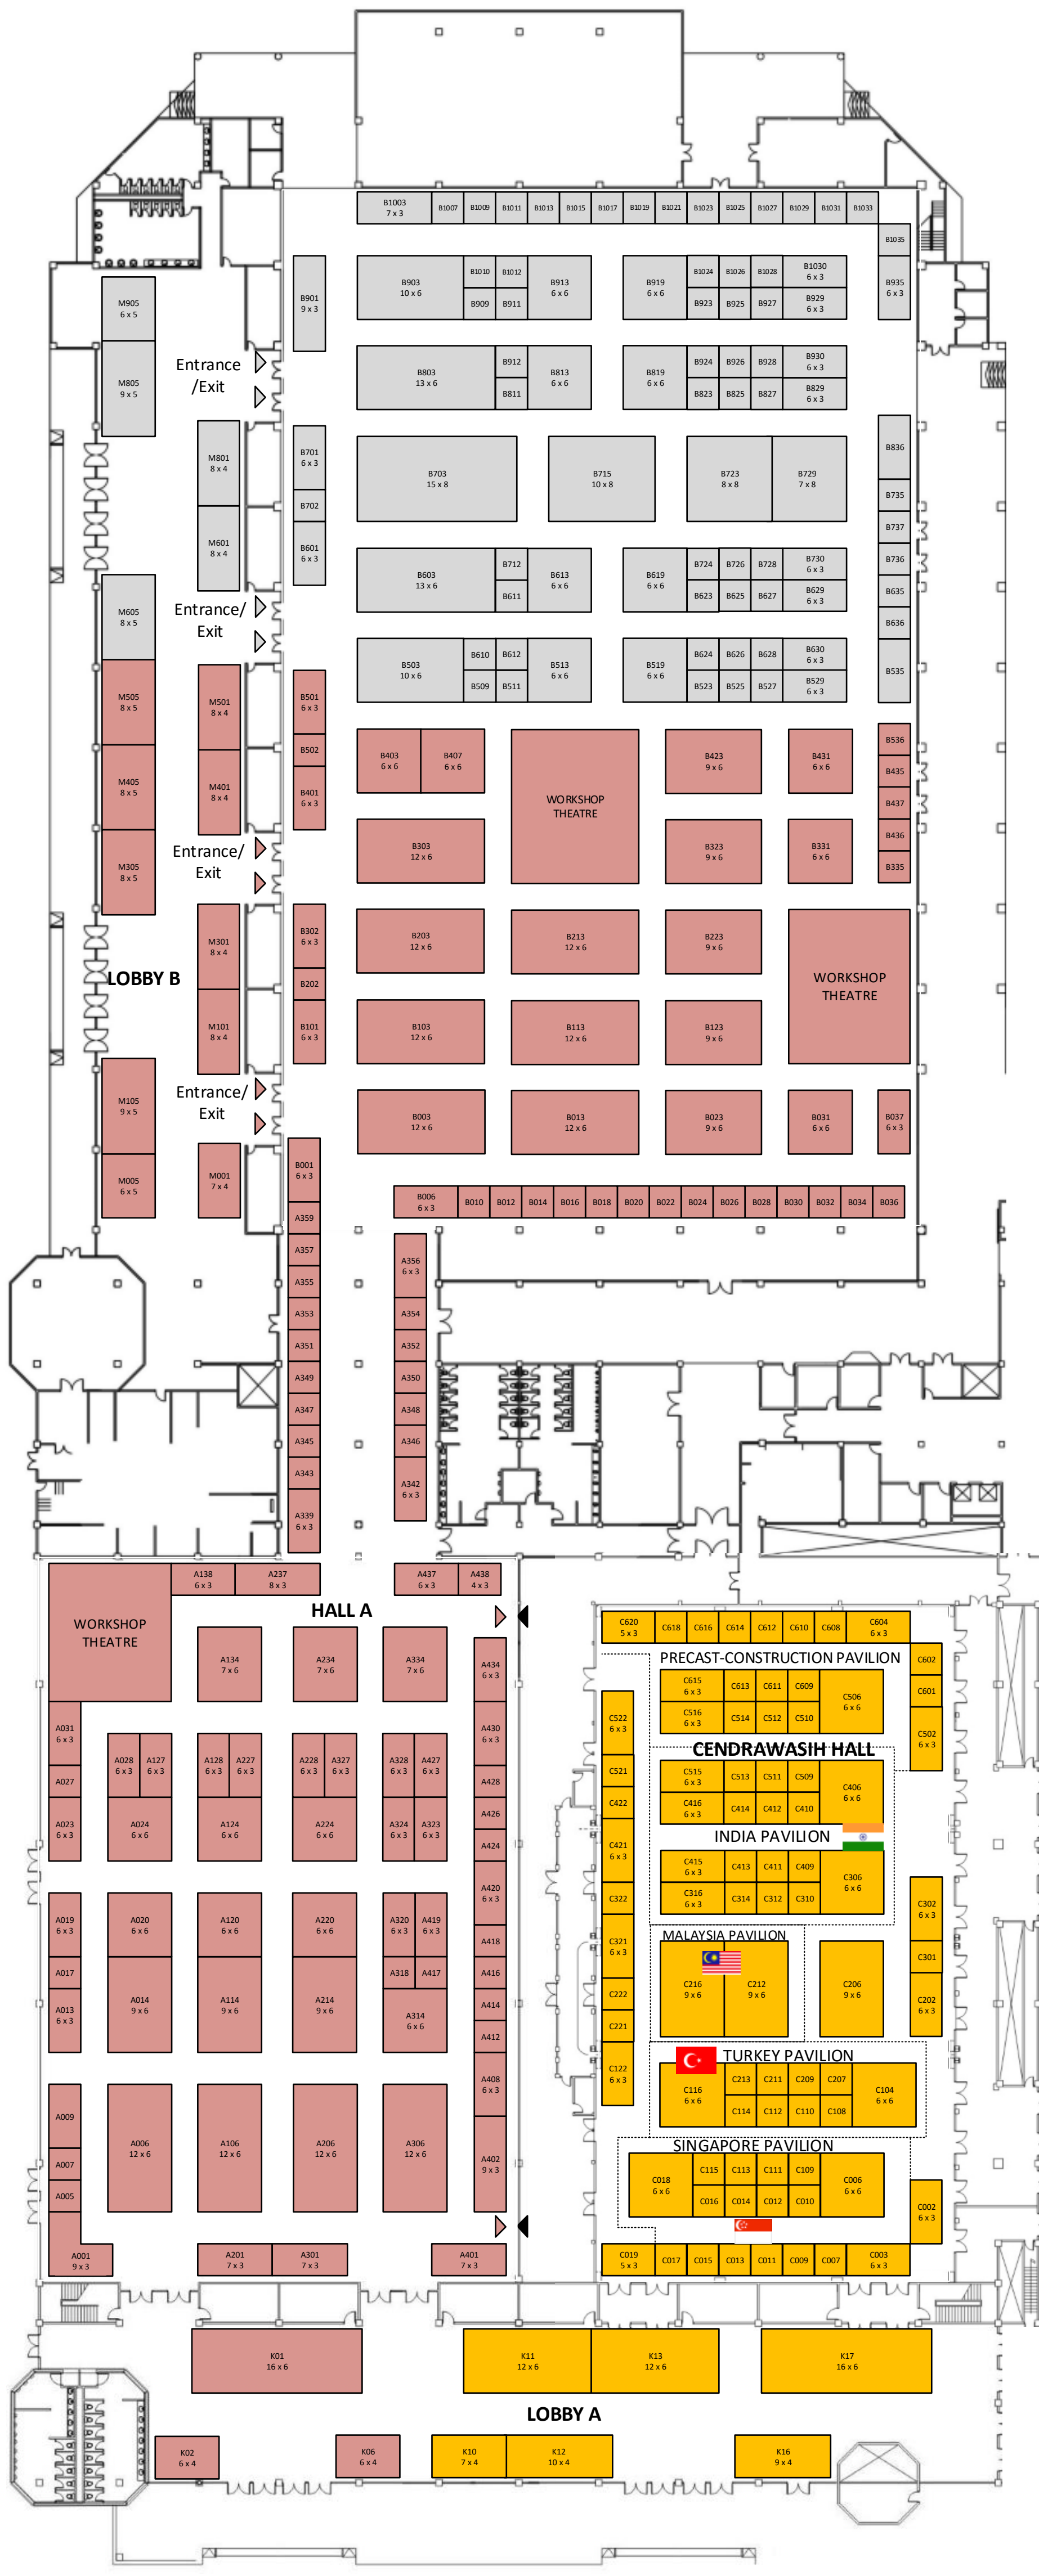 B1003
7 x 3
B1007
B1009
B1011
B1013
B1015
B1017
B1019
B1021
B1023
B1025
B1027
B1029
B1031
B1033
B1035
B903
10 x 6
B1010
B1012
B909
B911
B913
6 x 6
B919
6 x 6
B1024
B1026
B1028
B1030
6 x 3
B923
B925
B927
B929
6 x 3
B935
6 x 3
B901
9 x 3
M905
6 x 5
M805
9 x 5
Entrance
/Exit
B803
13 x 6
B912
B811
B813
6 x 6
B819
6 x 6
B924
B926
B928
B930
6 x 3
B823
B825
B827
B829
6 x 3
M801
8 x 4
M601
8 x 4
B701
6 x 3
B702
B601
6 x 3
B703
15 x 8
B715
10 x 8
B723
8 x 8
B729
7 x 8
B836
B735
B737
B736
B635
B636
B535
B603
13 x 6
B712
B611
B613
6 x 6
B619
6 x 6
B724
B726
B728
B730
6 x 3
B623
B625
B627
B629
6 x 3
M605
8 x 5
Entrance/
Exit
B503
10 x 6
B610
B612
B509
B511
B513
6 x 6
B519
6 x 6
B624
B626
B628
B630
6 x 3
B523
B525
B527
B529
6 x 3
M505
8 x 5
M405
8 x 5
M305
8 x 5
M501
8 x 4
M401
8 x 4
B501
6 x 3
B502
B401
6 x 3
B403
6 x 6
B407
6 x 6
WORKSHOP
THEATRE
B423
9 x 6
B431
6 x 6
B536
B435
B437
B436
B335
Entrance/
Exit
B303
12 x 6
B323
9 x 6
B331
6 x 6
M301
8 x 4
M101
8 x 4
B302
6 x 3
B202
B101
6 x 3
B203
12 x 6
B213
12 x 6
B223
9 x 6
WORKSHOP
THEATRE
LOBBY B
B103
12 x 6
B113
12 x 6
B123
9 x 6
M105
9 x 5
M005
6 x 5
Entrance/
Exit
M001
7 x 4
B003
12 x 6
B013
12 x 6
B023
9 x 6
B031
6 x 6
B037
6 x 3
B001
6 x 3
B006
6 x 3
B010
B012
B014
B016
B018
B020
B022
B024
B026
B028
B030
B032
B034
B036
A359
A357
A355
A353
A351
A349
A347
A345
A343
A339
6 x 3
A356
6 x 3
A354
A352
A350
A348
A346
A342
6 x 3
WORKSHOP
THEATRE
A138
6 x 3
A237
8 x 3
A437
6 x 3
A438
4 x 3
HALL A
A134
7 x 6
A234
7 x 6
A334
7 x 6
A434
6 x 3
A430
6 x 3
A428
A426
A424
A420
6 x 3
A418
A416
A414
A412
A408
6 x 3
A402
9 x 3
A031
6 x 3
A027
A023
6 x 3
A028
6 x 3
A127
6 x 3
A128
6 x 3
A227
6 x 3
A228
6 x 3
A327
6 x 3
A328
6 x 3
A427
6 x 3
A024
6 x 6
A124
6 x 6
A224
6 x 6
A324
6 x 3
A323
6 x 3
A019
6 x 3
A017
A013
6 x 3
A020
6 x 6
A120
6 x 6
A220
6 x 6
A320
6 x 3
A419
6 x 3
A318
A417
A014
9 x 6
A114
9 x 6
A214
9 x 6
A314
6 x 6
A009
A007
A005
A001
9 x 3
A006
12 x 6
A106
12 x 6
A206
12 x 6
A306
12 x 6
A201
7 x 3
A301
7 x 3
A401
7 x 3
C620
5 x 3
C618
C616
C614
C612
C610
C608
C604
6 x 3
C602
C601
C502
6 x 3
PRECAST-CONSTRUCTION PAVILION
C615
6 x 3
C613
C611
C609
C506
6 x 6
C516
6 x 3
C514
C512
C510
C522
6 x 3
C521
C422
C421
6 x 3
C322
C321
6 x 3
C222
C221
C122
6 x 3
CENDRAWASIH HALL
C515
6 x 3
C513
C511
C509
C406
6 x 6
C416
6 x 3
C414
C412
C410
INDIA PAVILION
C415
6 x 3
C413
C411
C409
C306
6 x 6
C316
6 x 3
C314
C312
C310
C302
6 x 3
C301
C202
6 x 3
MALAYSIA PAVILION
C216
9 x 6
C212
9 x 6
C206
9 x 6
TURKEY PAVILION
C116
6 x 6
C213
C211
C209
C207
C104
6 x 6
C114
C112
C110
C108
SINGAPORE PAVILION
C018
6 x 6
C115
C113
C111
C109
C006
6 x 6
C016
C014
C012
C010
C002
6 x 3
C019
5 x 3
C017
C015
C013
C011
C009
C007
C003
6 x 3
K01
16 x 6
K11
12 x 6
K13
12 x 6
K17
16 x 6
LOBBY A
K02
6 x 4
K06
6 x 4
K10
7 x 4
K12
10 x 4
K16
9 x 4